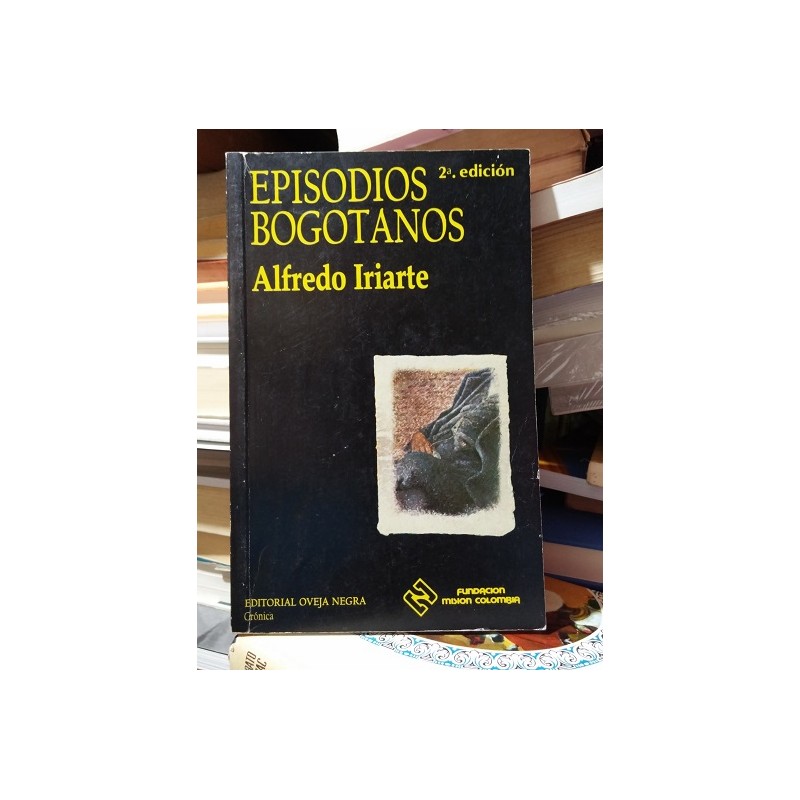 EPISODIOS
2ª. edición
BOGOTANOS
Alfredo Iriarte
EDITORIAL OVEJA NEGRA
Crónica
FUNDACION
MISION COLOMBIA